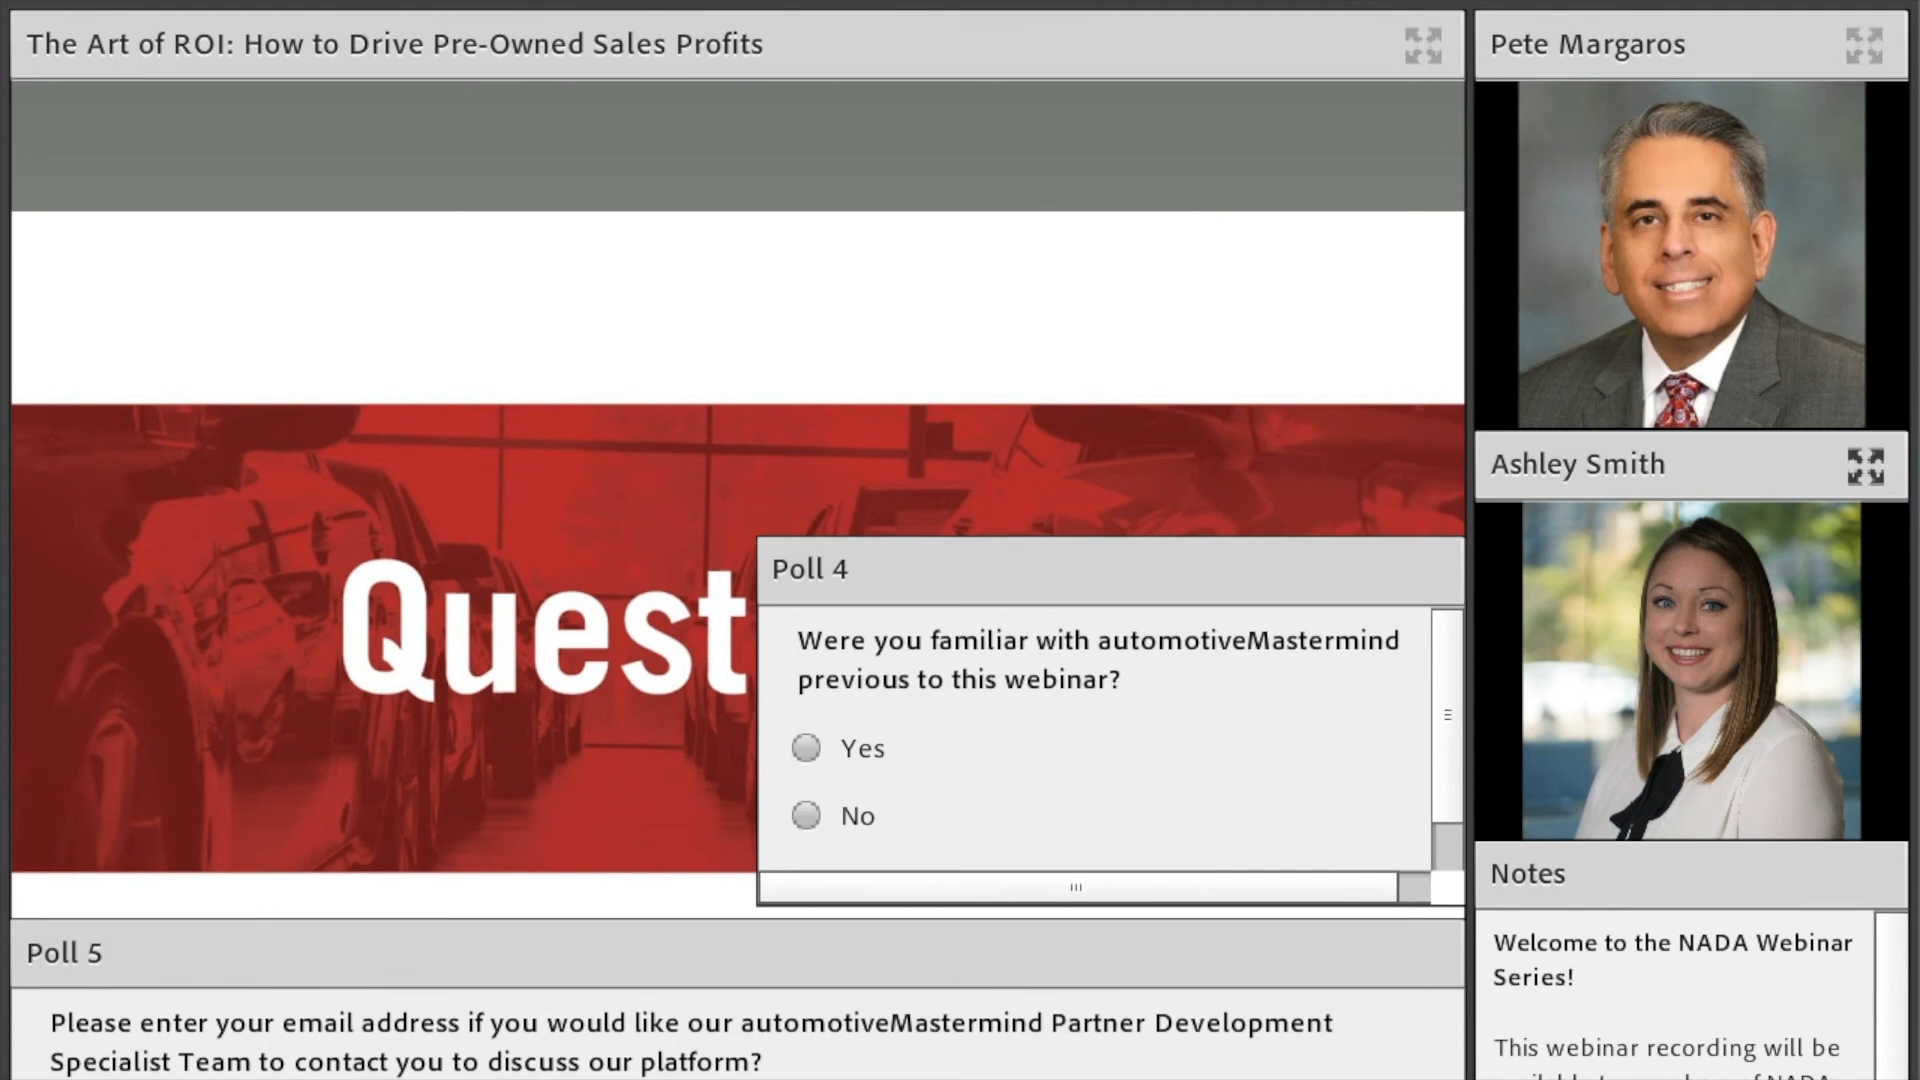 The Art of ROI: How to Drive Pre-Owned Sales Profits
Quest
Poll 4
Were you familiar with automotiveMastermind
previous to this webinar?
Yes
No
Poll 5
Please enter your email address if you would like our automotiveMastermind Partner Development
Specialist Team to contact you to discuss our platform?
Pete Margaros
Ashley Smith
Notes
Welcome to the NADA Webinar
Series!
This webinar recording will be